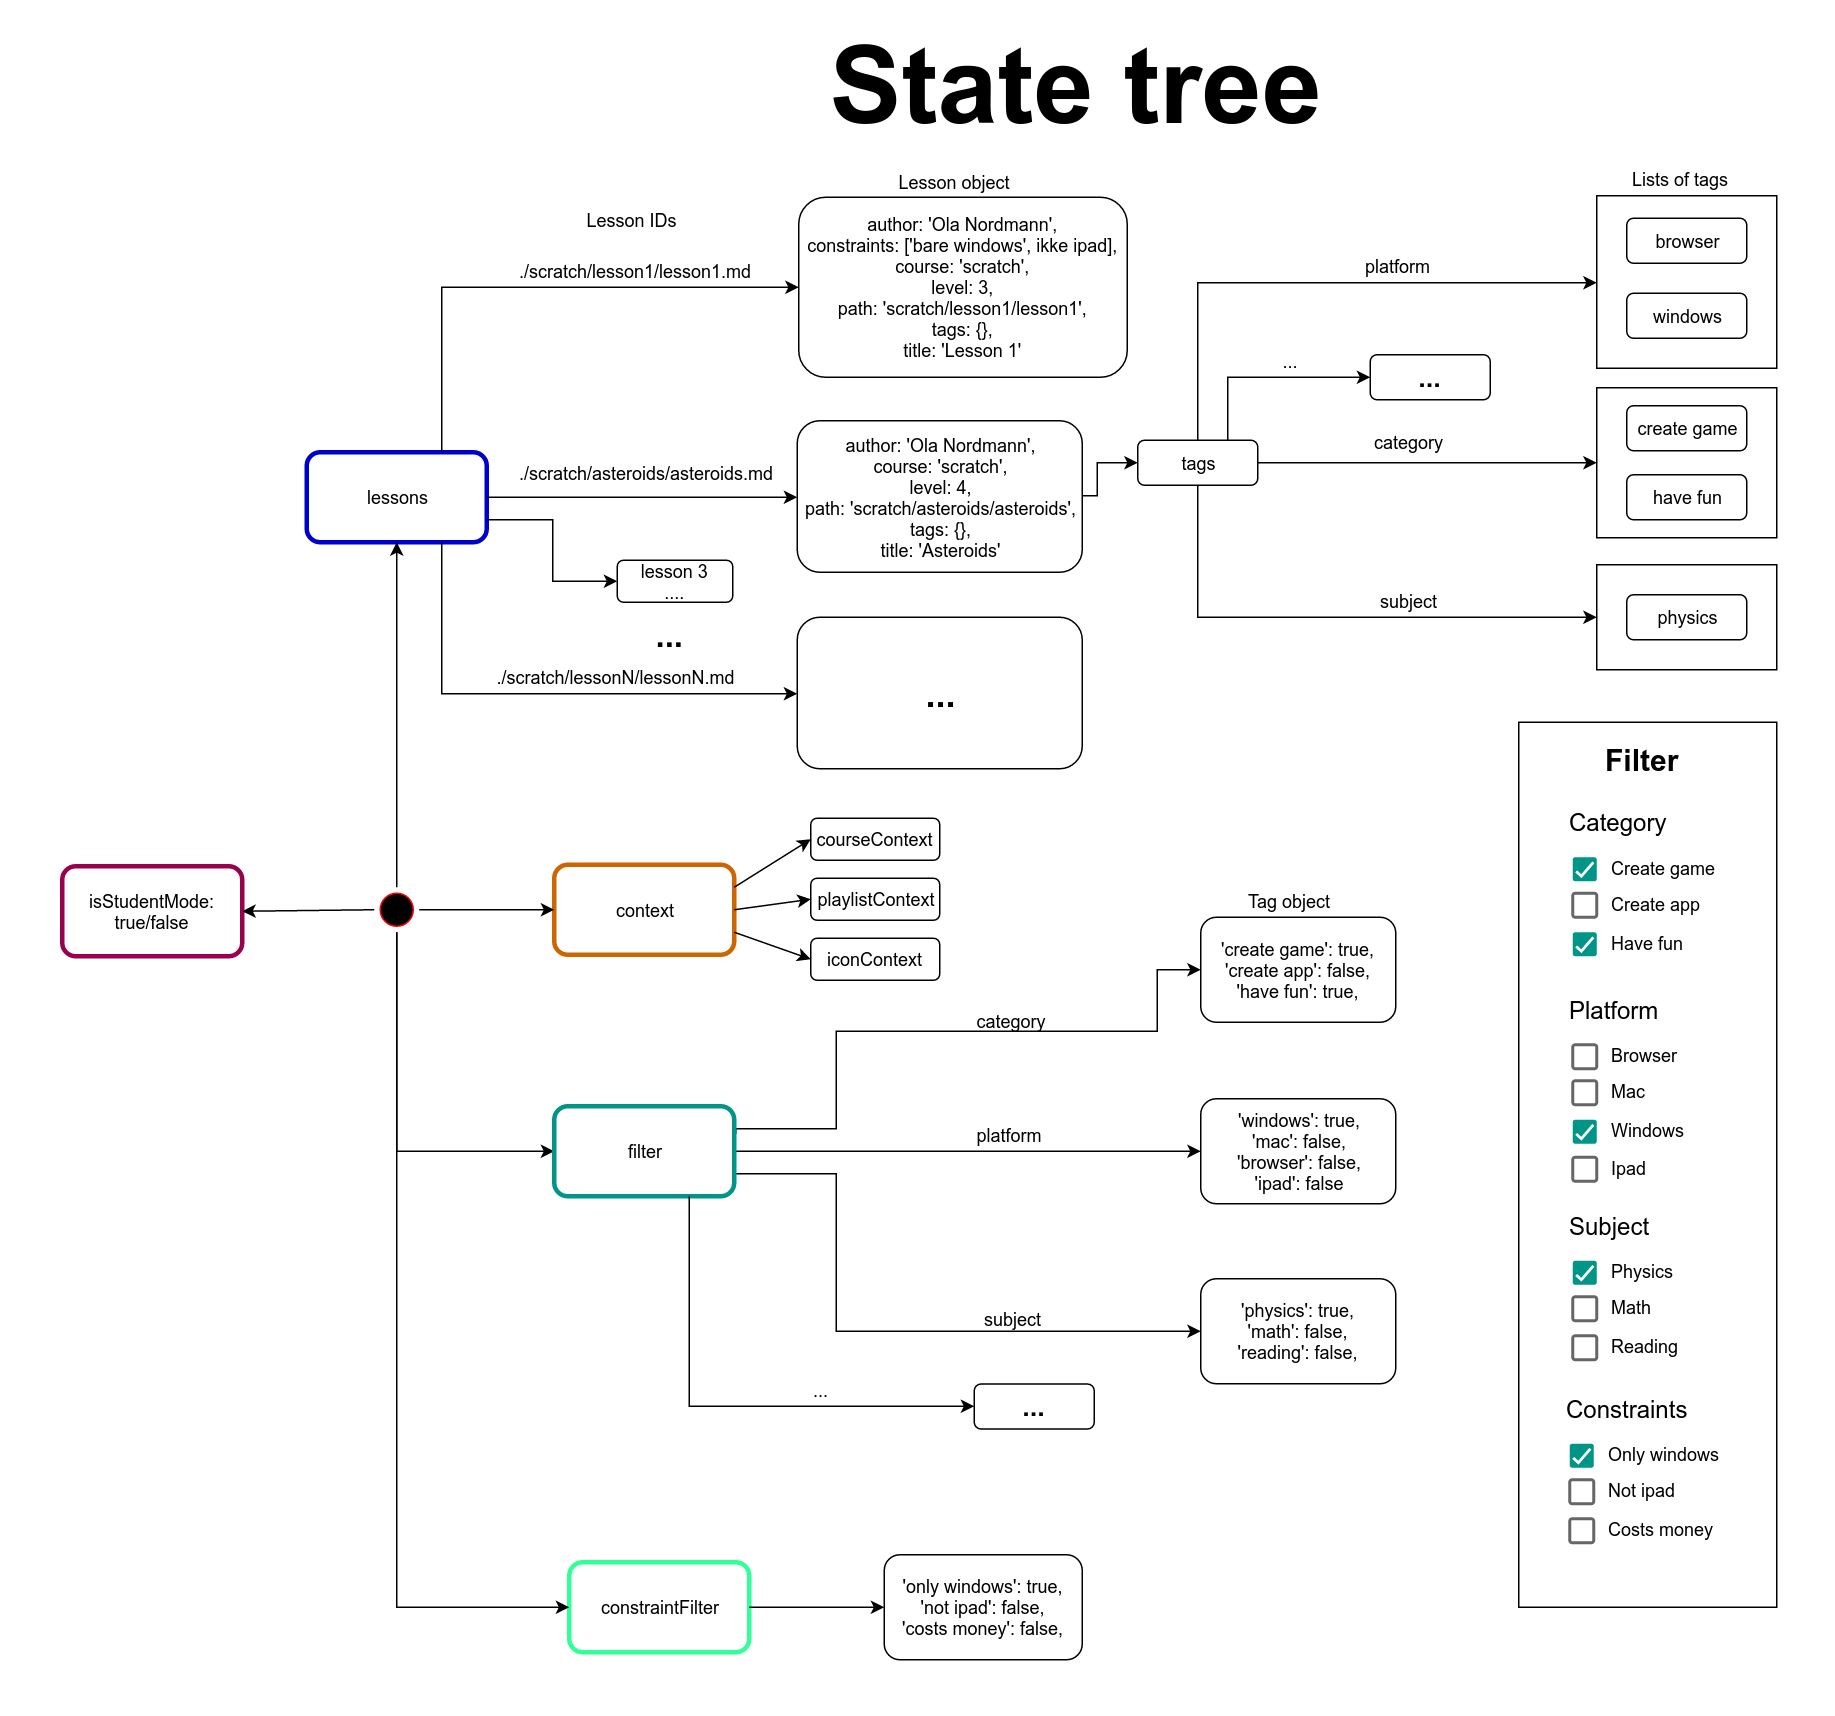 State tree
Lesson IDs
Lesson object
Lists of tags
./scratch/lesson1/lesson1.md
author: 'Ola Nordmann',
constraints: ['bare windows', ikke ipad],
course: 'scratch',
level: 3,
path: 'scratch/lesson1/lesson1',
tags: {},
title: 'Lesson 1'
platform
browser
windows
...
...
lessons
./scratch/asteroids/asteroids.md
author: 'Ola Nordmann',
course: 'scratch',
level: 4,
path: 'scratch/asteroids/asteroids',
tags: {},
title: 'Asteroids'
tags
category
create game
have fun
lesson 3
....
...
subject
physics
./scratch/lessonN/lessonN.md
...
isStudentMode:
true/false
context
courseContext
playlistContext
iconContext
Tag object
category
'create game': true,
'create app': false,
'have fun': true,
filter
platform
'windows': true,
'mac': false,
'browser': false,
'ipad': false
subject
'physics': true,
'math': false,
'reading': false,
...
...
constraintFilter
'only windows': true,
'not ipad': false,
'costs money': false,
Filter
Category
Create game
Create app
Have fun
Platform
Browser
Mac
Windows
Ipad
Subject
Physics
Math
Reading
Constraints
Only windows
Not ipad
Costs money